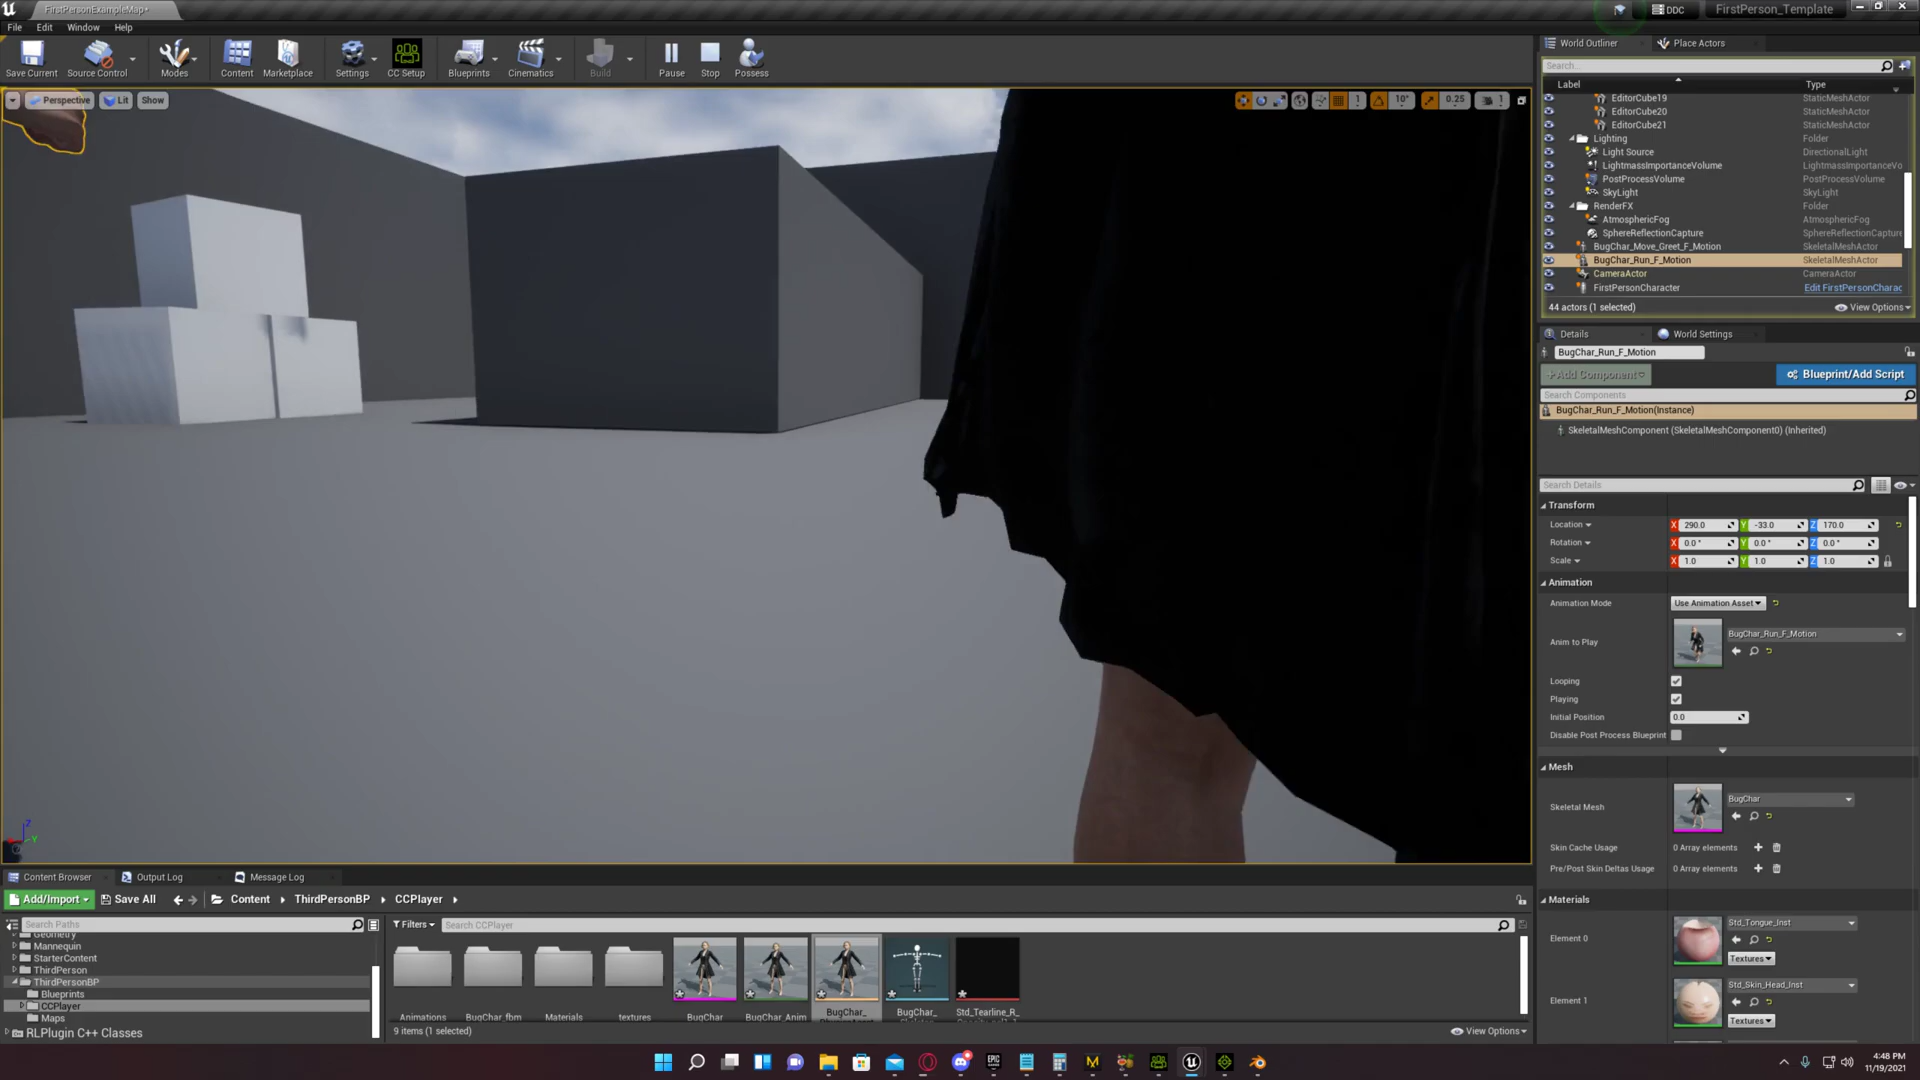 FirstPersonExampleMap*
DDC
FirstPerson_Template
File Edit Window Help
Save Current Source Control Modes Content Marketplace Settings CC Setup Blueprints Cinematics Build Pause Stop Possess
Perspective Lit Show
1 10° 0.25 1
World Outliner Place Actors
Search...
Label Type
EditorCube19 StaticMeshActor
EditorCube20 StaticMeshActor
EditorCube21 StaticMeshActor
Lighting Folder
Light Source DirectionalLight
LightmassImportanceVolume LightmassImportanceVo
PostProcessVolume PostProcessVolume
SkyLight SkyLight
RenderFX Folder
AtmosphericFog AtmosphericFog
SphereReflectionCapture SphereReflectionCapture
BugChar_Move_Greet_F_Motion SkeletalMeshActor
BugChar_Run_F_Motion SkeletalMeshActor
CameraActor CameraActor
FirstPersonCharacter Edit FirstPersonCharac
44 actors (1 selected) View Options
Details World Settings
BugChar_Run_F_Motion
+Add Component Blueprint/Add Script
Search Components
BugChar_Run_F_Motion(Instance)
SkeletalMeshComponent (SkeletalMeshComponent0) (Inherited)
Search Details
Transform
Location X 290.0 Y -33.0 Z 170.0
Rotation X 0.0 ° Y 0.0 ° Z 0.0 °
Scale X 1.0 Y 1.0 Z 1.0
Animation
Animation Mode Use Animation Asset
Anim to Play BugChar_Run_F_Motion
Looping
Playing
Initial Position 0.0
Disable Post Process Blueprint
Mesh
Skeletal Mesh BugChar
Skin Cache Usage 0 Array elements
Pre/Post Skin Deltas Usage 0 Array elements
Materials
Element 0 Std_Tongue_Inst
Textures
Element 1 Std_Skin_Head_Inst
Textures
Z
Y
Content Browser Output Log Message Log
Add/Import Save All Content ThirdPersonBP CCPlayer
Search Paths
Filters Search CCPlayer
Geometry
Mannequin
StarterContent
ThirdPerson
ThirdPersonBP
Blueprints
CCPlayer
Maps
RLPlugin C++ Classes
Animations BugChar_fbm Materials textures BugChar BugChar_Anim BugChar_ BugChar_ Std_Tearline_R_
9 items (1 selected) View Options
EPIC
4:48 PM
11/19/2021